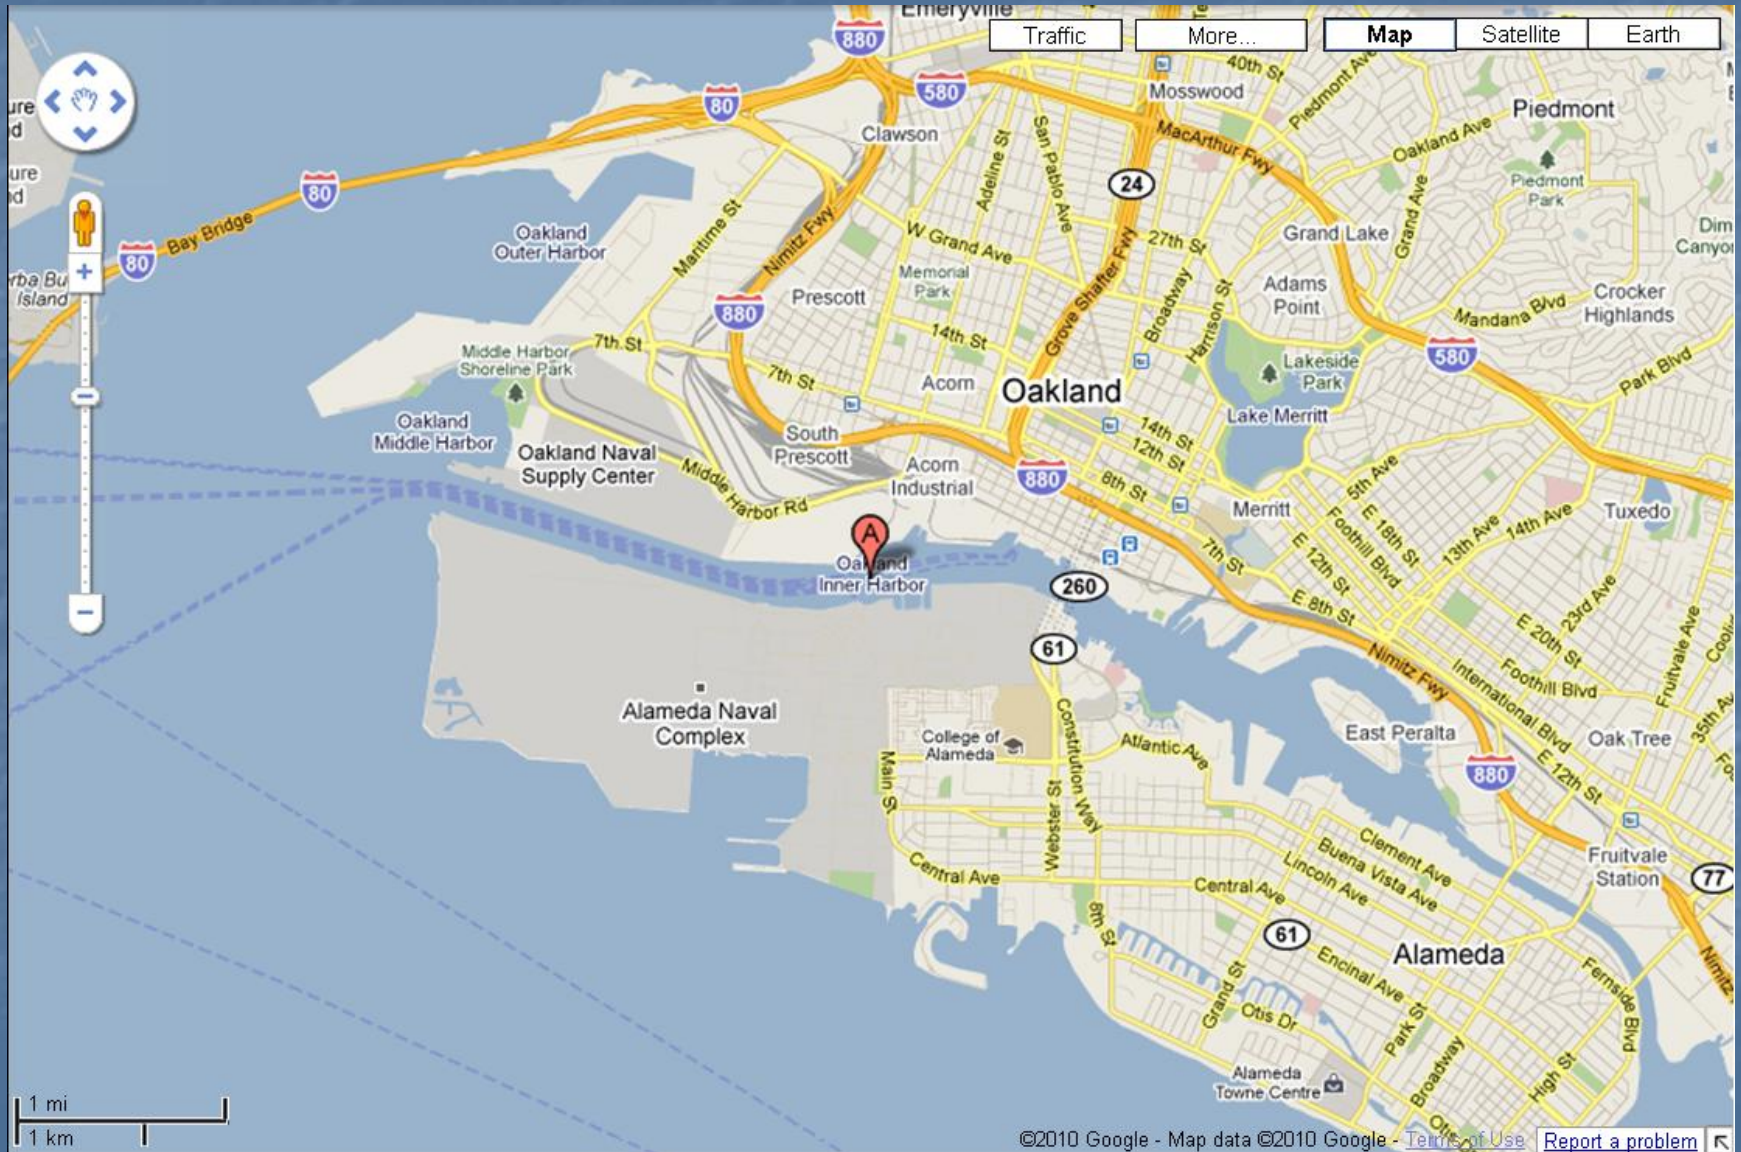 Emeryville
880
Traffic
More...
Map
Satellite
Earth
40th St
Piedmont Ave
80
580
Mosswood
Piedmont
Clawson
MacArthur Fwy
Oakland Ave
Adeline St
San Pablo Ave
24
Piedmont
Park
80
Bay Bridge
80
Oakland
Outer Harbor
Maritime St
Nimitz Fwy
W Grand Ave
27th St
Grand Lake
Grand Ave
Dim
Canyon
Memorial
Park
Prescott
880
Grove Shafter Fwy
Broadway
Harrison St
Adams
Point
Mandana Blvd
Crocker
Highlands
Island
7th St
Middle Harbor
Shoreline Park
14th St
7th St
Acorn
Oakland
Lakeside
Park
580
Park Blvd
Lake Merritt
Oakland
Middle Harbor
Oakland Naval
Supply Center
South
Prescott
Acorn
Industrial
14th St
12th St
880
8th St
Middle Harbor Rd
Merritt
5th Ave
E 18th St
Foothill Blvd
E 12th St
13th Ave
14th Ave
Tuxedo
A
Oakland
Inner Harbor
260
7th St
E 8th St
23rd Ave
E 20th St
Fruitvale Ave
61
Nimitz Fwy
International Blvd
Foothill Blvd
35th Av
Alameda Naval
Complex
College of
Alameda
Constitution Way
Atlantic Ave
East Peralta
Oak Tree
E 12th St
880
Main St
Webster St
Clement Ave
Buena Vista Ave
Lincoln Ave
Fruitvale
Station
77
Central Ave
Central Ave
8th St
61
Encinal Ave
Alameda
Fernside Blvd
Nimitz
Grand St
Otis Dr
Park St
Broadway
High St
Alameda
Towne Centre
1 mi
1 km
©2010 Google - Map data ©2010 Google - Terms of Use
Report a problem